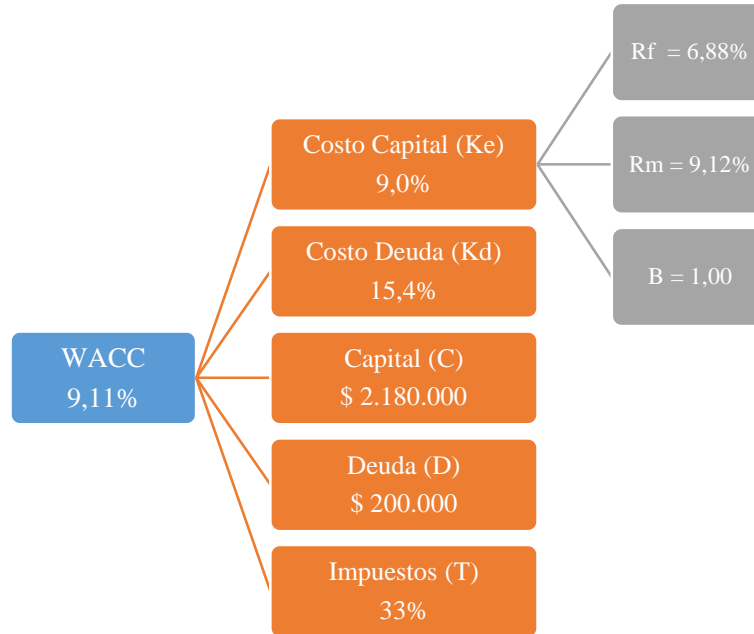 WACC
9,11%
Costo Capital (Ke)
9,0%
Costo Deuda (Kd)
15,4%
Capital (C)
$ 2.180.000
Deuda (D)
$ 200.000
Impuestos (T)
33%
Rf = 6,88%
Rm = 9,12%
B = 1,00